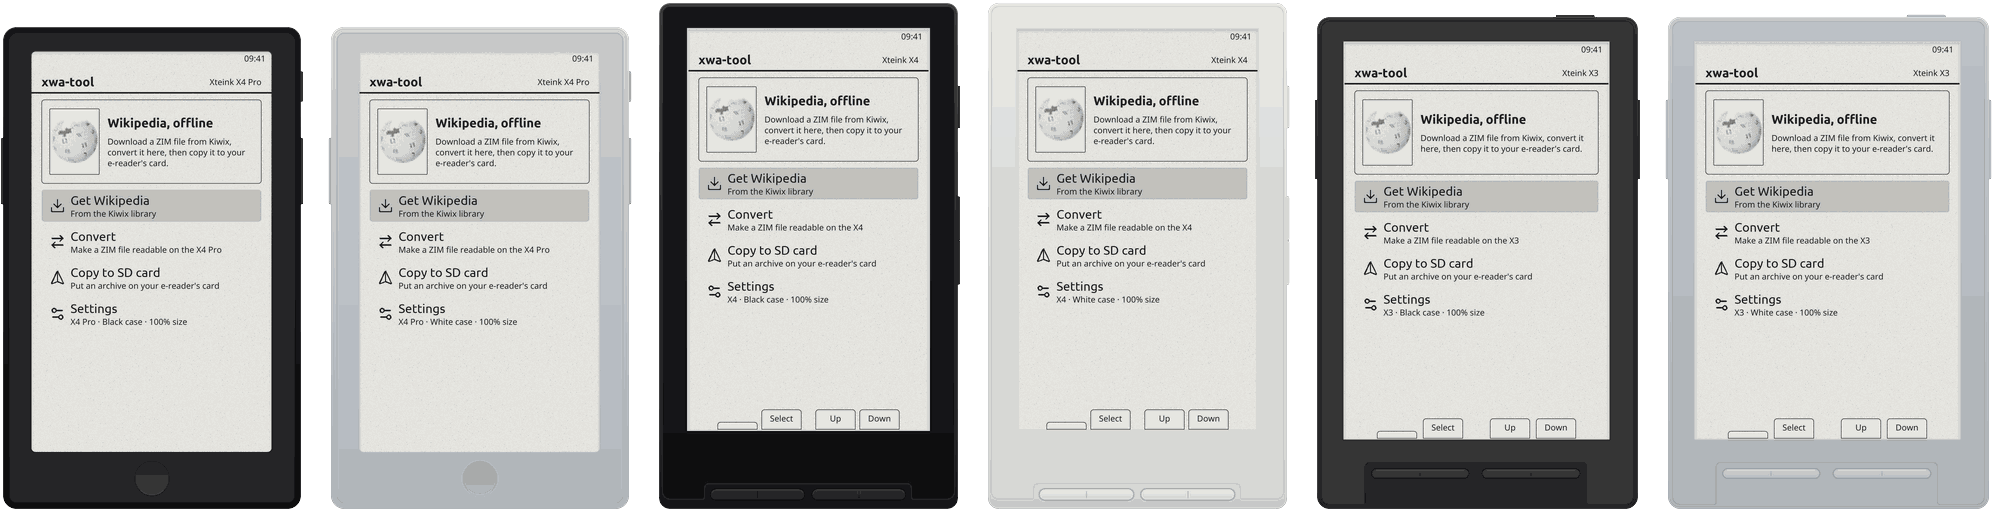 09:41
xwa-tool
Xteink X4 Pro
Wikipedia, offline
Download a ZIM file from Kiwix,
convert it here, then copy it to your
e-reader's card.
Get Wikipedia
From the Kiwix library
Convert
Make a ZIM file readable on the X4 Pro
Copy to SD card
Put an archive on your e-reader's card
Settings
X4 Pro · Black case · 100% size
09:41
xwa-tool
Xteink X4 Pro
Wikipedia, offline
Download a ZIM file from Kiwix,
convert it here, then copy it to your
e-reader's card.
Get Wikipedia
From the Kiwix library
Convert
Make a ZIM file readable on the X4 Pro
Copy to SD card
Put an archive on your e-reader's card
Settings
X4 Pro · White case · 100% size
09:41
xwa-tool
Xteink X4
Wikipedia, offline
Download a ZIM file from Kiwix,
convert it here, then copy it to your
e-reader's card.
Get Wikipedia
From the Kiwix library
Convert
Make a ZIM file readable on the X4
Copy to SD card
Put an archive on your e-reader's card
Settings
X4 · Black case · 100% size
Select
Up
Down
09:41
xwa-tool
Xteink X4
Wikipedia, offline
Download a ZIM file from Kiwix,
convert it here, then copy it to your
e-reader's card.
Get Wikipedia
From the Kiwix library
Convert
Make a ZIM file readable on the X4
Copy to SD card
Put an archive on your e-reader's card
Settings
X4 · White case · 100% size
Select
Up
Down
09:41
xwa-tool
Xteink X3
Wikipedia, offline
Download a ZIM file from Kiwix, convert it
here, then copy it to your e-reader's card.
Get Wikipedia
From the Kiwix library
Convert
Make a ZIM file readable on the X3
Copy to SD card
Put an archive on your e-reader's card
Settings
X3 · Black case · 100% size
Select
Up
Down
09:41
xwa-tool
Xteink X3
Wikipedia, offline
Download a ZIM file from Kiwix, convert it
here, then copy it to your e-reader's card.
Get Wikipedia
From the Kiwix library
Convert
Make a ZIM file readable on the X3
Copy to SD card
Put an archive on your e-reader's card
Settings
X3 · White case · 100% size
Select
Up
Down